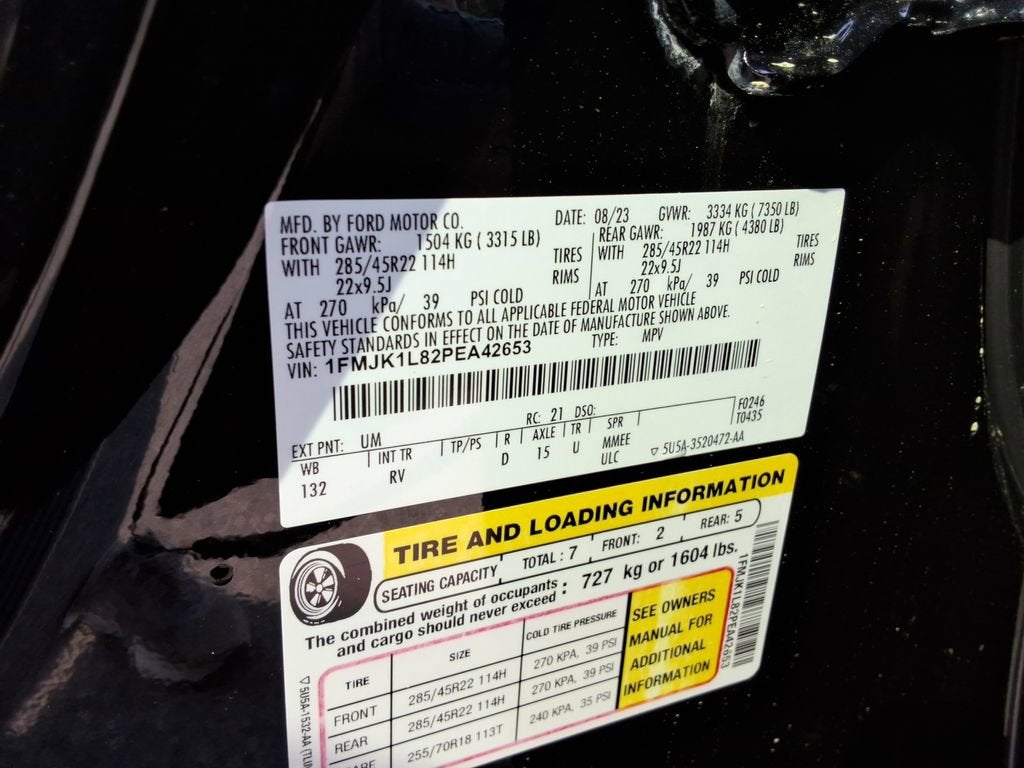 MFD. BY FORD MOTOR CO. DATE: 08/23 GVWR: 3334 KG (7350 LB)
FRONT GAWR: 1504 KG (3315 LB) REAR GAWR: 1987 KG (4380 LB)
WITH 285/45R22 114H TIRES WITH 285/45R22 114H TIRES
22x9.5J RIMS 22x9.5J RIMS
AT 270 kPa/ 39 PSI COLD AT 270 kPa/ 39 PSI COLD
THIS VEHICLE CONFORMS TO ALL APPLICABLE FEDERAL MOTOR VEHICLE
SAFETY STANDARDS IN EFFECT ON THE DATE OF MANUFACTURE SHOWN ABOVE.
VIN: 1FMJK1L82PEA42653 TYPE: MPV
EXT PNT: UM RC: 21 DSO: F0246
WB INT TR TP/PS R AXLE TR SPR T0435
132 RV D 15 U MMEE
ULC ▽ 5U5A-3520472-AA
TIRE AND LOADING INFORMATION
SEATING CAPACITY TOTAL: 7 FRONT: 2 REAR: 5
The combined weight of occupants : 727 kg or 1604 lbs.
and cargo should never exceed :
TIRE SIZE COLD TIRE PRESSURE
FRONT 285/45R22 114H 270 KPA, 39 PSI
REAR 285/45R22 114H 270 KPA, 39 PSI
ARE 255/70R18 113T 240 KPA, 35 PSI
SEE OWNERS
MANUAL FOR
ADDITIONAL
INFORMATION
1FMJK1L82PEA42653
▽ 5U5A-1532-AA (TLUP